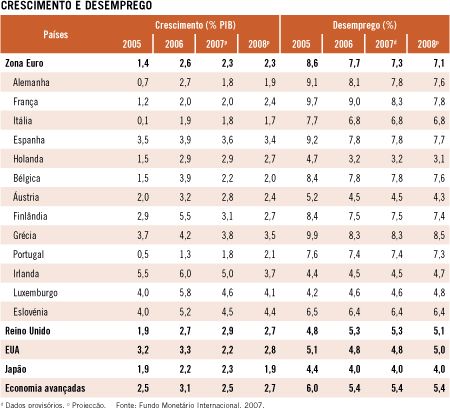 CRESCIMENTO E DESEMPREGO
Países Crescimento (% PIB) Desemprego (%)
2005 2006 2007ᵖ 2008ᵖ 2005 2006 2007ᵈ 2008ᵖ
Zona Euro 1,4 2,6 2,3 2,3 8,6 7,7 7,3 7,1
Alemanha 0,7 2,7 1,8 1,9 9,1 8,1 7,8 7,6
França 1,2 2,0 2,0 2,4 9,7 9,0 8,3 7,8
Itália 0,1 1,9 1,8 1,7 7,7 6,8 6,8 6,8
Espanha 3,5 3,9 3,6 3,4 9,2 7,8 7,8 7,7
Holanda 1,5 2,9 2,9 2,7 4,7 3,2 3,2 3,1
Bélgica 1,5 3,9 2,2 2,0 8,4 7,8 7,8 7,6
Áustria 2,0 3,2 2,8 2,4 5,2 4,5 4,5 4,3
Finlândia 2,9 5,5 3,1 2,7 8,4 7,5 7,5 7,4
Grécia 3,7 4,2 3,8 3,5 9,9 8,3 8,3 8,5
Portugal 0,5 1,3 1,8 2,1 7,6 7,4 7,4 7,3
Irlanda 5,5 6,0 5,0 3,7 4,4 4,5 4,5 4,7
Luxemburgo 4,0 5,8 4,6 4,1 4,2 4,6 4,6 4,8
Eslovénia 4,0 5,2 4,5 4,4 6,5 6,4 6,4 6,4
Reino Unido 1,9 2,7 2,9 2,7 4,8 5,3 5,3 5,1
EUA 3,2 3,3 2,2 2,8 5,1 4,8 4,8 5,0
Japão 1,9 2,2 2,3 1,9 4,4 4,0 4,0 4,0
Economia avançadas 2,5 3,1 2,5 2,7 6,0 5,4 5,4 5,4
Dados provisórios. ᵖ Projecção. Fonte: Fundo Monetário Internacional, 2007.